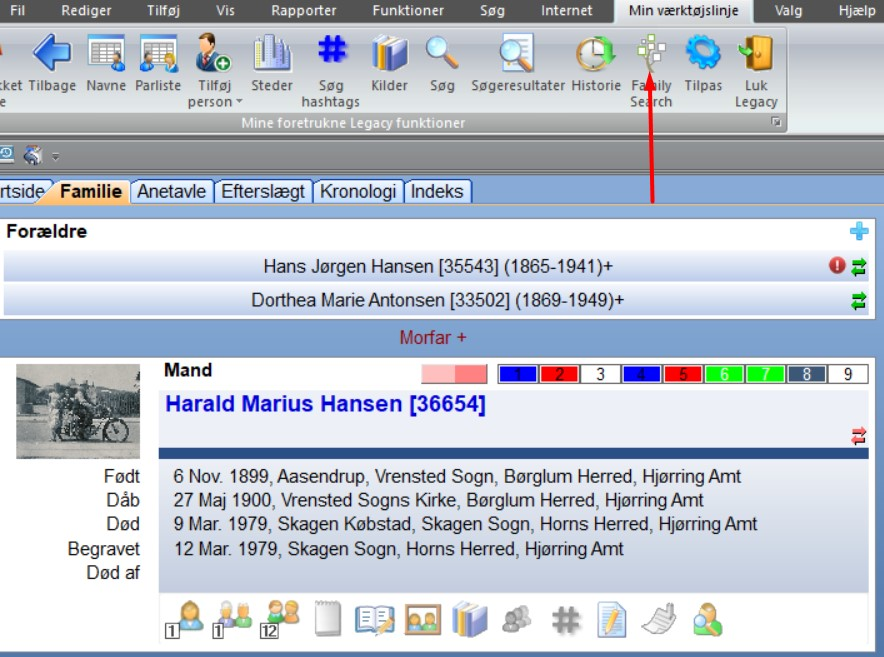 Fil Rediger Tilføj Vis Rapporter Funktioner Søg Internet Min værktøjslinje Valg Hjælp
Tilbage Navne Parliste Tilføj person Steder Søg hashtags Kilder Søg Søgeresultater Historie Family Search Tilpas Luk Legacy
Mine foretrukne Legacy funktioner
rtside Familie Anetavle Efterslægt Kronologi Indeks
Forældre
Hans Jørgen Hansen [35543] (1865-1941)+
Dorthea Marie Antonsen [33502] (1869-1949)+
Morfar +
Mand 1 2 3 4 5 6 7 8 9
Harald Marius Hansen [36654]
Født 6 Nov. 1899, Aasendrup, Vrensted Sogn, Børglum Herred, Hjørring Amt
Dåb 27 Maj 1900, Vrensted Sogns Kirke, Børglum Herred, Hjørring Amt
Død 9 Mar. 1979, Skagen Købstad, Skagen Sogn, Horns Herred, Hjørring Amt
Begravet 12 Mar. 1979, Skagen Sogn, Horns Herred, Hjørring Amt
Død af
1 1 12 #